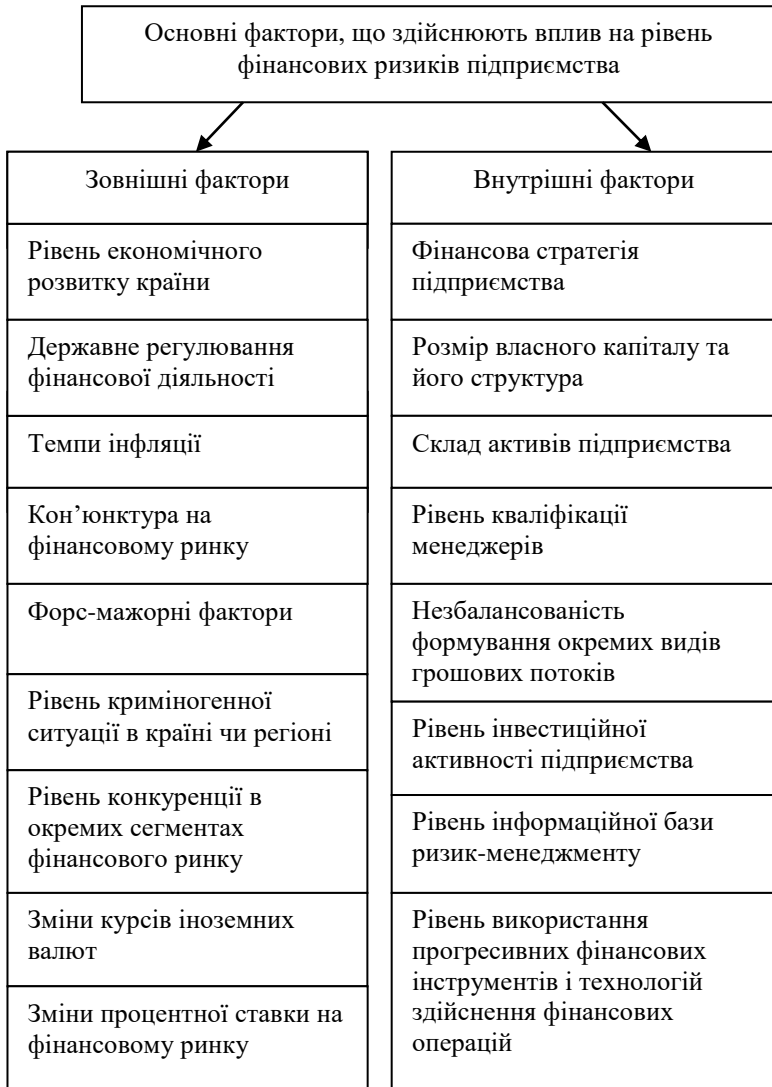 Основні фактори, що здійснюють вплив на рівень
фінансових ризиків підприємства
Зовнішні фактори
Рівень економічного
розвитку країни
Державне регулювання
фінансової діяльності
Темпи інфляції
Кон’юнктура на
фінансовому ринку
Форс-мажорні фактори
Рівень криміногенної
ситуації в країні чи регіоні
Рівень конкуренції в
окремих сегментах
фінансового ринку
Зміни курсів іноземних
валют
Зміни процентної ставки на
фінансовому ринку
Внутрішні фактори
Фінансова стратегія
підприємства
Розмір власного капіталу та
його структура
Склад активів підприємства
Рівень кваліфікації
менеджерів
Незбалансованість
формування окремих видів
грошових потоків
Рівень інвестиційної
активності підприємства
Рівень інформаційної бази
ризик-менеджменту
Рівень використання
прогресивних фінансових
інструментів і технологій
здійснення фінансових
операцій